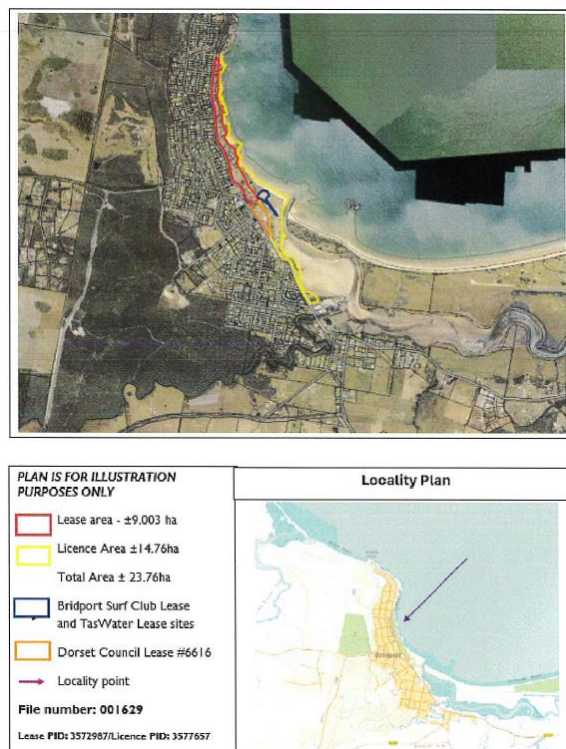 PLAN IS FOR ILLUSTRATION
PURPOSES ONLY
Lease area - ±9.003 ha
Licence Area ±14.76ha
Total Area ± 23.76ha
Bridport Surf Club Lease
and TasWater Lease sites
Dorset Council Lease #6616
Locality point
File number: 001629
Lease PID: 3572987/Licence PID: 3577657
Locality Plan
Bridport